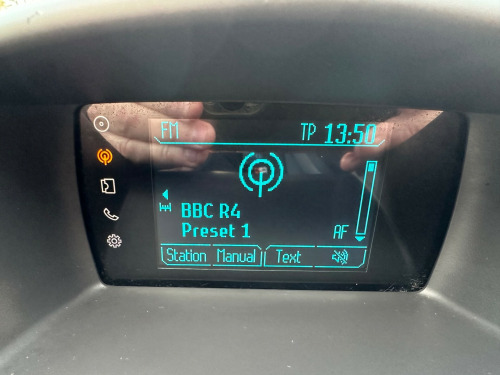 FM TP 13:50
BBC R4
Preset 1 AF
Station Manual Text